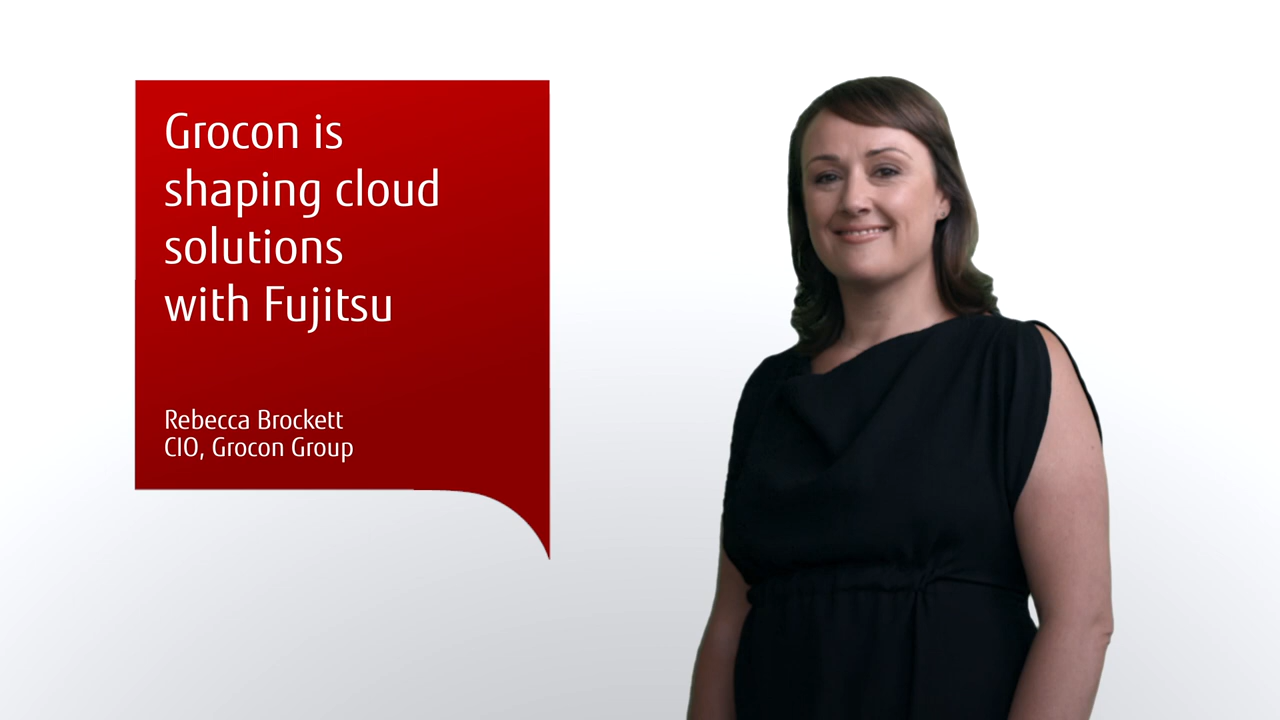 Grocon is
shaping cloud
solutions
with Fujitsu
Rebecca Brockett
CIO, Grocon Group